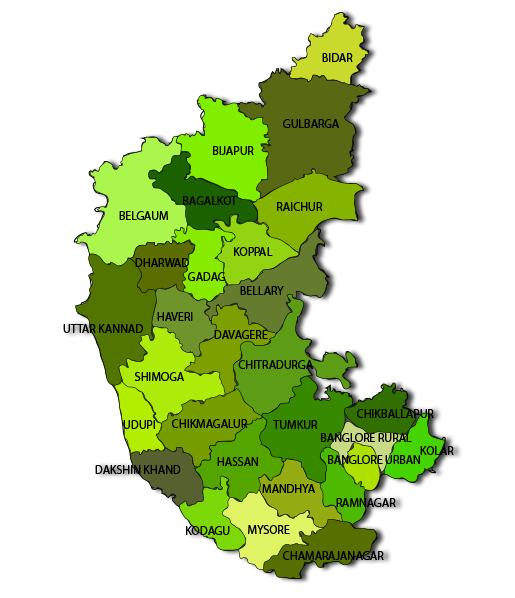 BIDAR
GULBARGA
BIJAPUR
BAGALKOT
RAICHUR
BELGAUM
KOPPAL
DHARWAD
GADAG
BELLARY
HAVERI
UTTAR KANNAD
DAVAGERE
CHITRADURGA
SHIMOGA
CHIKBALLAPUR
UDUPI
CHIKMAGALUR
TUMKUR
BANGLORE RURAL
KOLAR
HASSAN
BANGLORE URBAN
DAKSHIN KHAND
MANDHYA
RAMNAGAR
KODAGU
MYSORE
CHAMARAJANAGAR